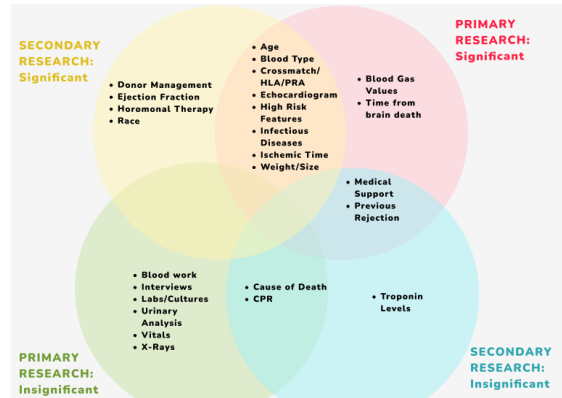 SECONDARY
RESEARCH:
Significant
PRIMARY
RESEARCH:
Significant
• Donor Management
• Ejection Fraction
• Horomonal Therapy
• Race
• Age
• Blood Type
• Crossmatch/
HLA/PRA
• Echocardiogram
• High Risk
Features
• Infectious
Diseases
• Ischemic Time
• Weight/Size
• Blood Gas
Values
• Time from
brain death
• Medical
Support
• Previous
Rejection
• Blood work
• Interviews
• Labs/Cultures
• Urinary
Analysis
• Vitals
• X-Rays
• Cause of Death
• CPR
• Troponin
Levels
PRIMARY
RESEARCH:
Insignificant
SECONDARY
RESEARCH:
Insignificant